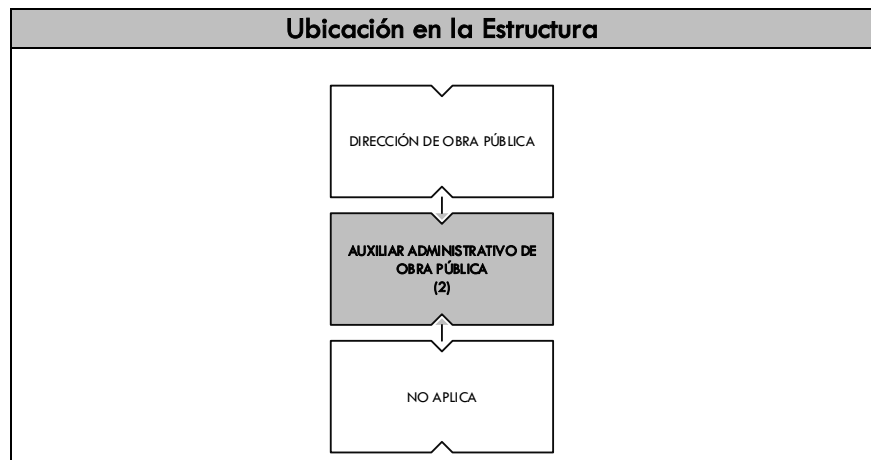 Ubicación en la Estructura
DIRECCIÓN DE OBRA PÚBLICA
AUXILIAR ADMINISTRATIVO DE
OBRA PÚBLICA
(2)
NO APLICA